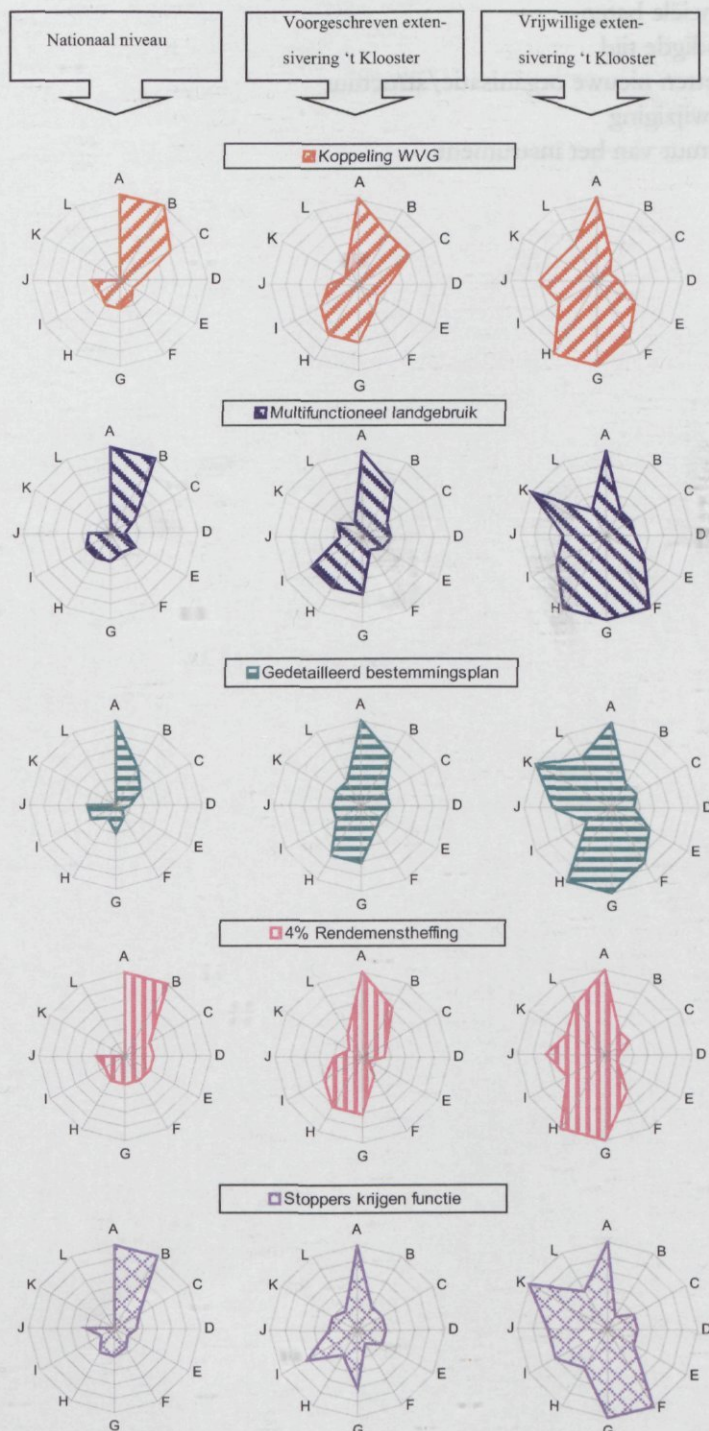 Nationaal niveau
Voorgeschreven exten-
sivering ‘t Klooster
Vrijwillige exten-
sivering ‘t Klooster
Koppeling WVG
A A A
L B L B L B
K C K C K C
J D J D J D
I E I E I E
H F H F H F
G G G
Multifunctioneel landgebruik
A A A
L B L B L B
K C K C K C
J D J D J D
I E I E I E
H F H F H F
G G G
Gedetailleerd bestemmingsplan
A A A
L B L B L B
K C K C K C
J D J D J D
I E I E I E
H F H F H F
G G G
4% Rendemenstheffing
A A A
L B L B L B
K C K C K C
J D J D J D
I E I E I E
H F H F H F
G G G
Stoppers krijgen functie
A A A
L B L B L B
K C K C K C
J D J D J D
I E I E I E
H F H F H F
G G G